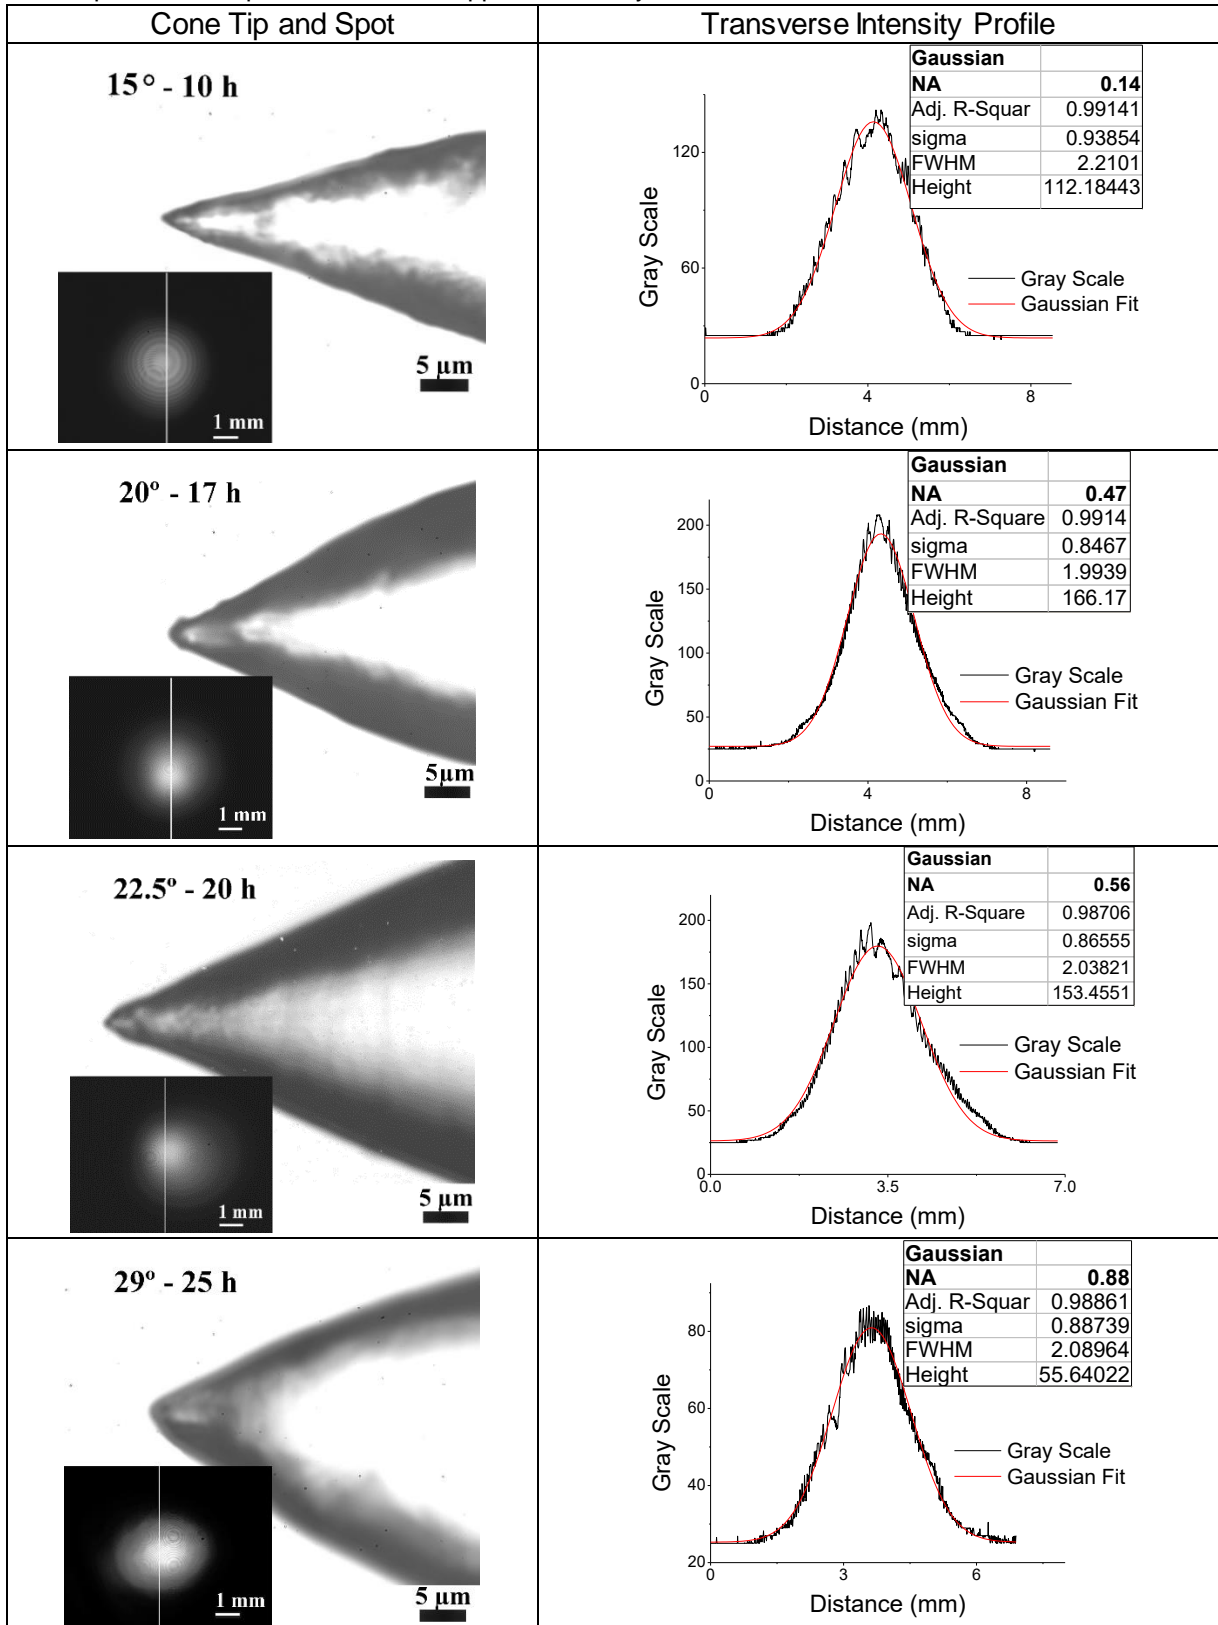 Cone Tip and Spot
Transverse Intensity Profile
15° - 10 h
5 µm
1 mm
Gaussian
NA 0.14
Adj. R-Squar 0.99141
sigma 0.93854
FWHM 2.2101
Height 112.18443
120
60
0
0 4 8
Gray Scale
Distance (mm)
Gray Scale
Gaussian Fit
20º - 17 h
5µm
1 mm
Gaussian
NA 0.47
Adj. R-Square 0.9914
sigma 0.8467
FWHM 1.9939
Height 166.17
200
150
100
50
0
0 4 8
Gray Scale
Distance (mm)
Gray Scale
Gaussian Fit
22.5º - 20 h
5 µm
1 mm
Gaussian
NA 0.56
Adj. R-Square 0.98706
sigma 0.86555
FWHM 2.03821
Height 153.4551
200
150
100
50
0
0.0 3.5 7.0
Gray Scale
Distance (mm)
Gray Scale
Gaussian Fit
29º - 25 h
1 mm
5 µm
Gaussian
NA 0.88
Adj. R-Squar 0.98861
sigma 0.88739
FWHM 2.08964
Height 55.64022
80
60
40
20
0 3 6
Gray Scale
Distance (mm)
Gray Scale
Gaussian Fit